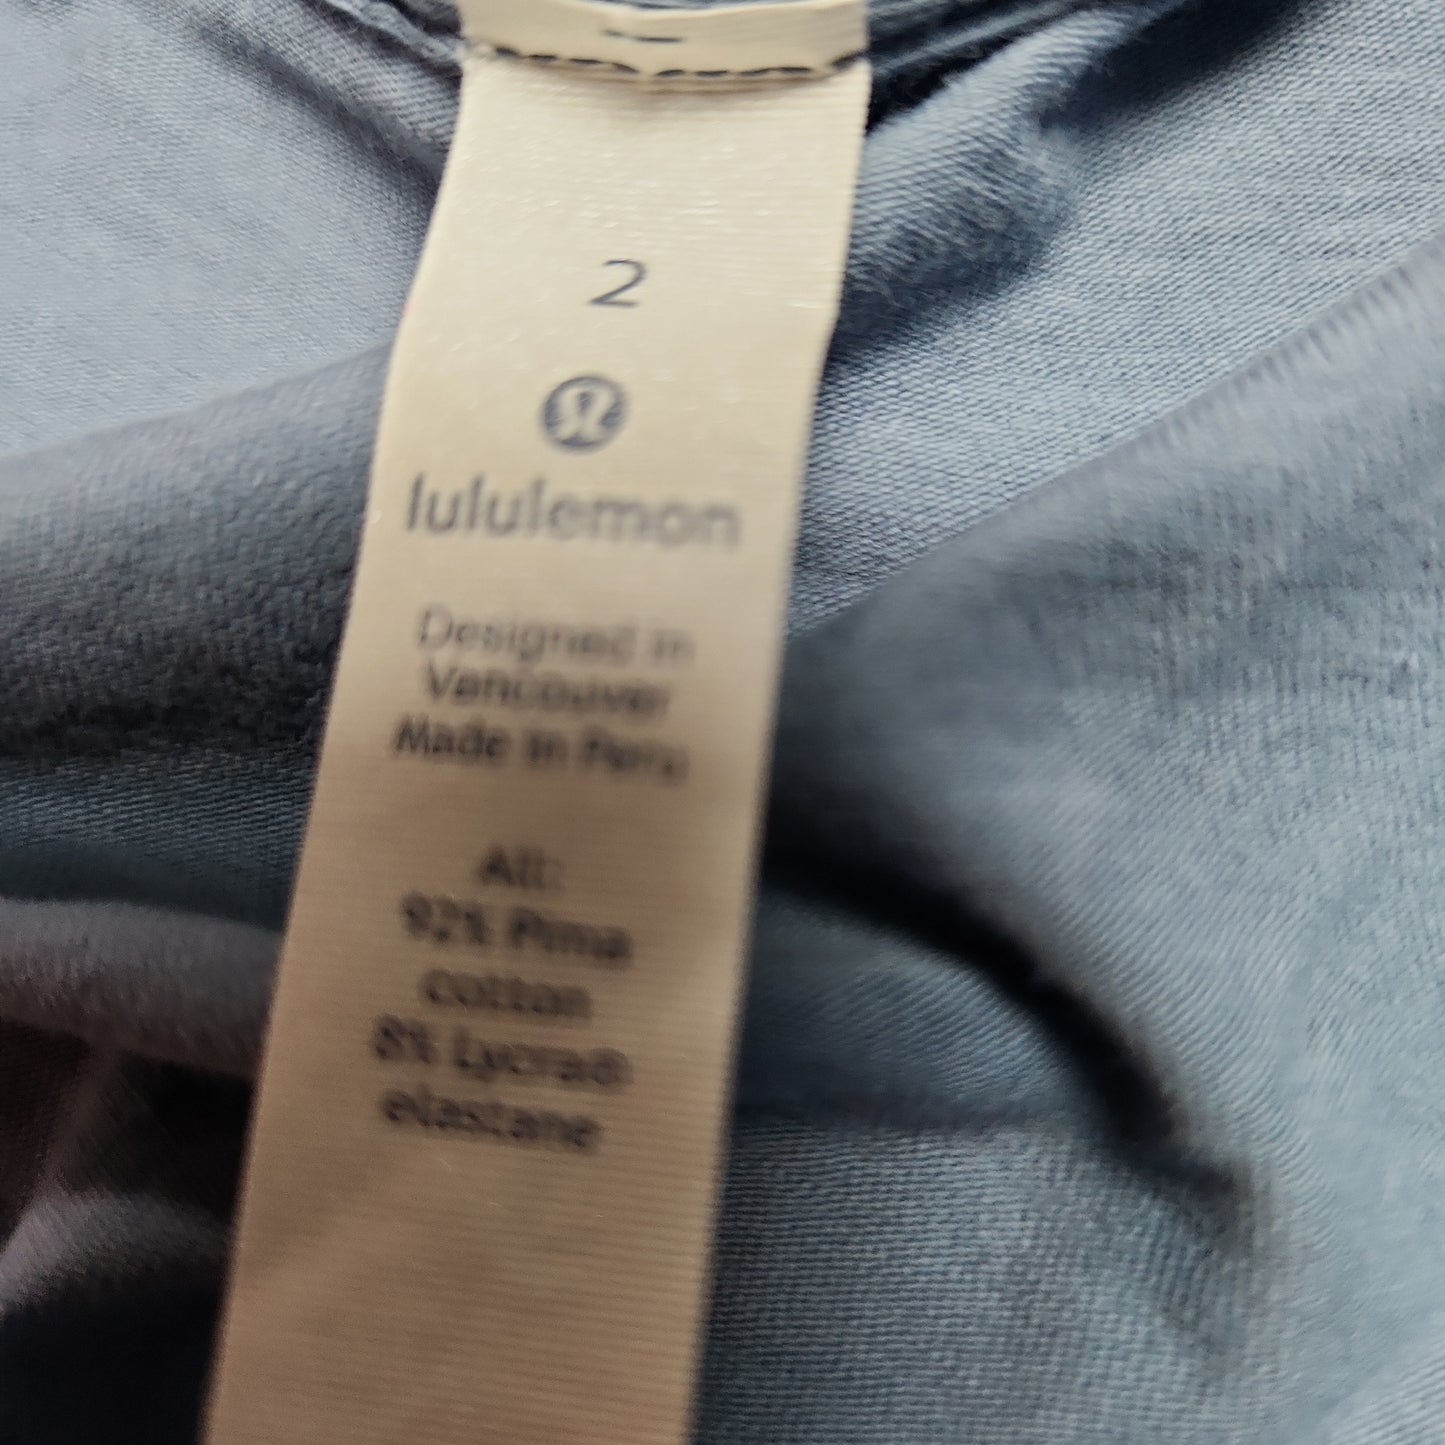 2
lululemon
Designed in
Vancouver
Made in Peru
All:
92% Pima
cotton
8% Lycra®
elastane